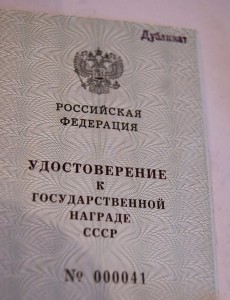 Дубликат
РОССИЙСКАЯ
ФЕДЕРАЦИЯ
УДОСТОВЕРЕНИЕ
К
ГОСУДАРСТВЕННОЙ
НАГРАДЕ
СССР
№ 000041